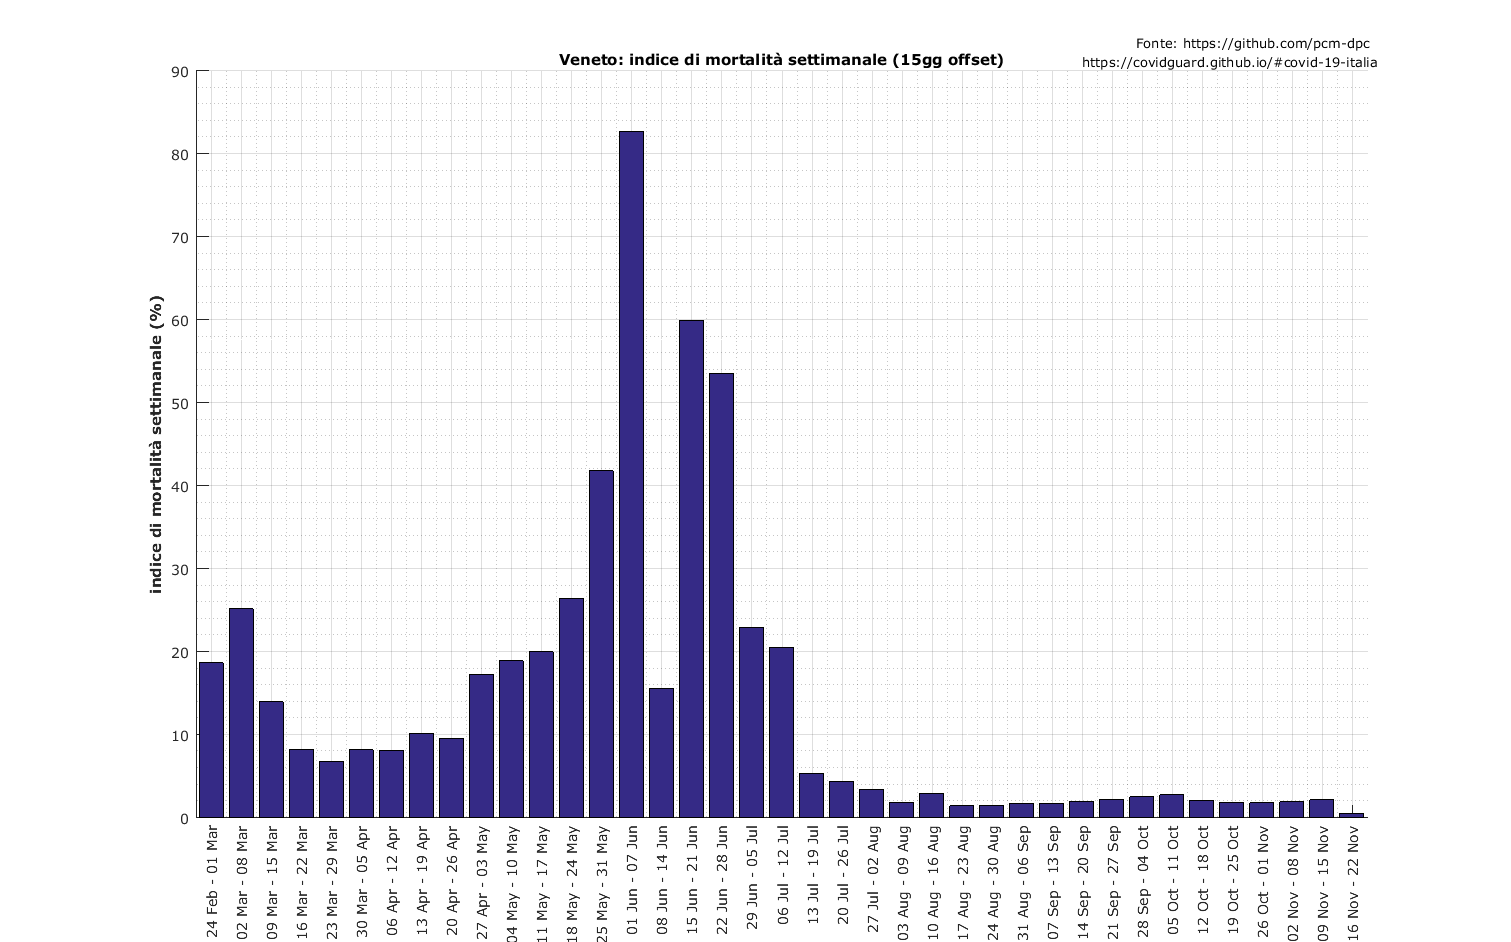 Fonte: https://github.com/pcm-dpc
https://covidguard.github.io/#covid-19-italia
Veneto: indice di mortalità settimanale (15gg offset)
indice di mortalità settimanale (%)
90
80
70
60
50
40
30
20
10
0
24 Feb - 01 Mar
02 Mar - 08 Mar
09 Mar - 15 Mar
16 Mar - 22 Mar
23 Mar - 29 Mar
30 Mar - 05 Apr
06 Apr - 12 Apr
13 Apr - 19 Apr
20 Apr - 26 Apr
27 Apr - 03 May
04 May - 10 May
11 May - 17 May
18 May - 24 May
25 May - 31 May
01 Jun - 07 Jun
08 Jun - 14 Jun
15 Jun - 21 Jun
22 Jun - 28 Jun
29 Jun - 05 Jul
06 Jul - 12 Jul
13 Jul - 19 Jul
20 Jul - 26 Jul
27 Jul - 02 Aug
03 Aug - 09 Aug
10 Aug - 16 Aug
17 Aug - 23 Aug
24 Aug - 30 Aug
31 Aug - 06 Sep
07 Sep - 13 Sep
14 Sep - 20 Sep
21 Sep - 27 Sep
28 Sep - 04 Oct
05 Oct - 11 Oct
12 Oct - 18 Oct
19 Oct - 25 Oct
26 Oct - 01 Nov
02 Nov - 08 Nov
09 Nov - 15 Nov
16 Nov - 22 Nov